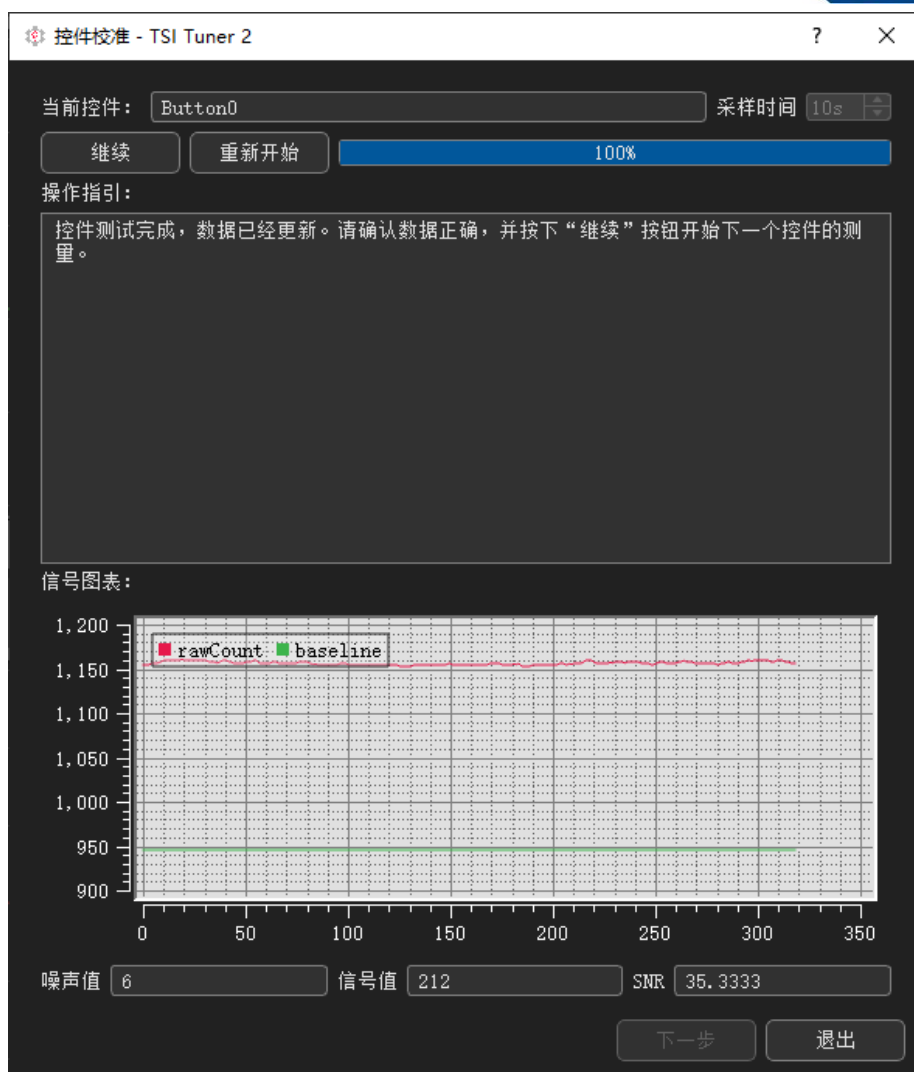 控件校准 - TSI Tuner 2
当前控件： Button0 采样时间 10s
继续 重新开始 100%
操作指引：
控件测试完成，数据已经更新。请确认数据正确，并按下“继续”按钮开始下一个控件的测
量。
信号图表：
rawCount baseline
1,200
1,150
1,100
1,050
1,000
950
900
0 50 100 150 200 250 300 350
噪声值 6 信号值 212 SNR 35.3333
下一步 退出